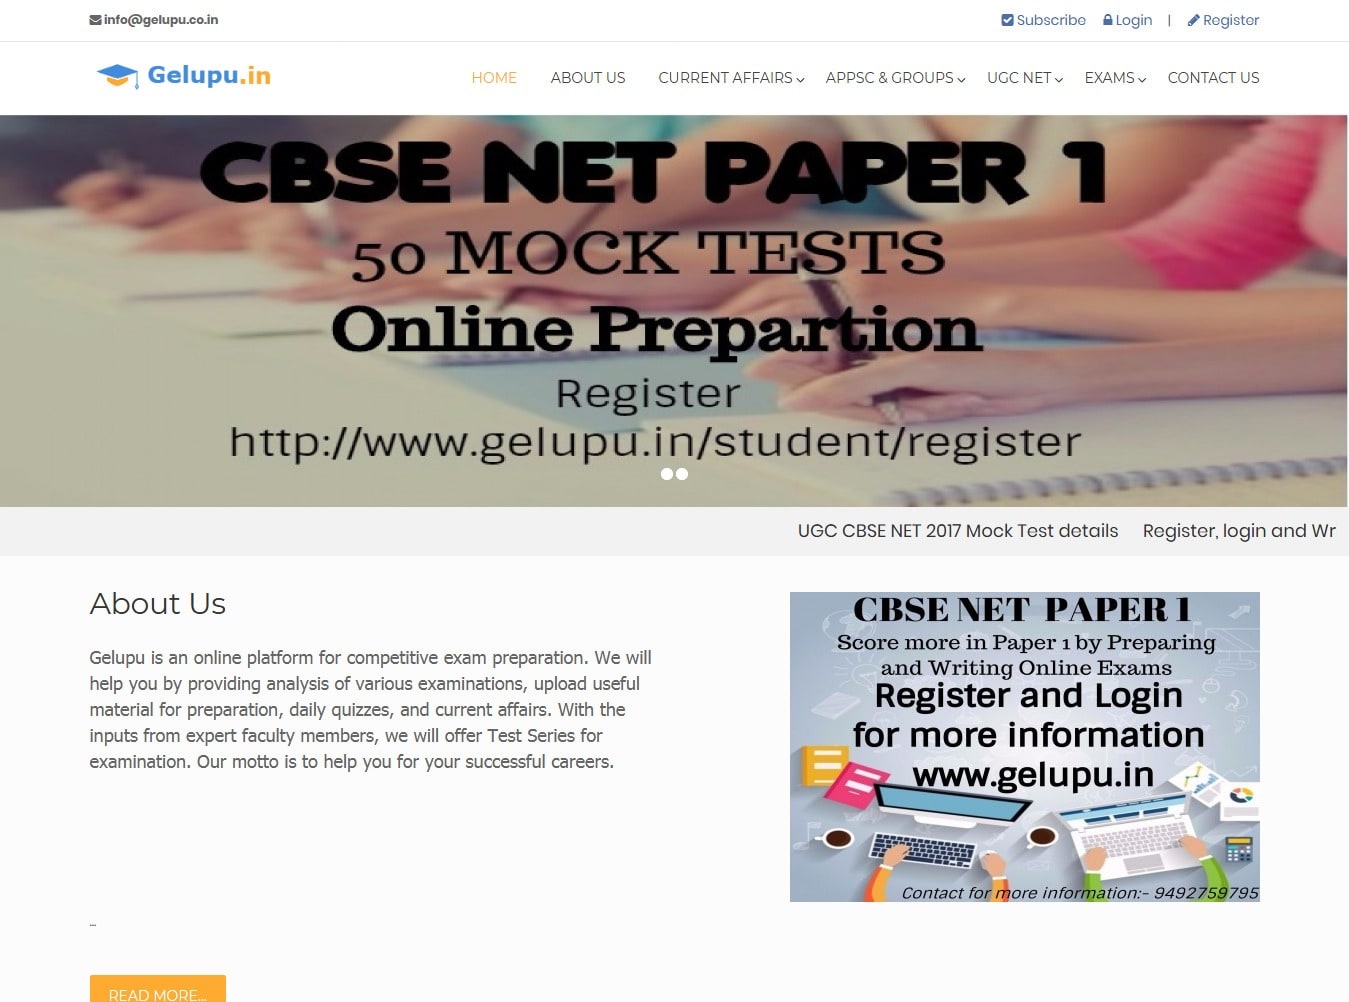 info@gelupu.co.in
Subscribe Login | Register
Gelupu.in
HOME ABOUT US CURRENT AFFAIRS APPSC & GROUPS UGC NET EXAMS CONTACT US
CBSE NET PAPER 1
50 MOCK TESTS
Online Prepartion
Register
http://www.gelupu.in/student/register
UGC CBSE NET 2017 Mock Test details Register, login and Wr
About Us
Gelupu is an online platform for competitive exam preparation. We will
help you by providing analysis of various examinations, upload useful
material for preparation, daily quizzes, and current affairs. With the
inputs from expert faculty members, we will offer Test Series for
examination. Our motto is to help you for your successful careers.
...
READ MORE...
CBSE NET PAPER 1
Score more in Paper 1 by Preparing
and Writing Online Exams
Register and Login
for more information
www.gelupu.in
Contact for more information:- 9492759795